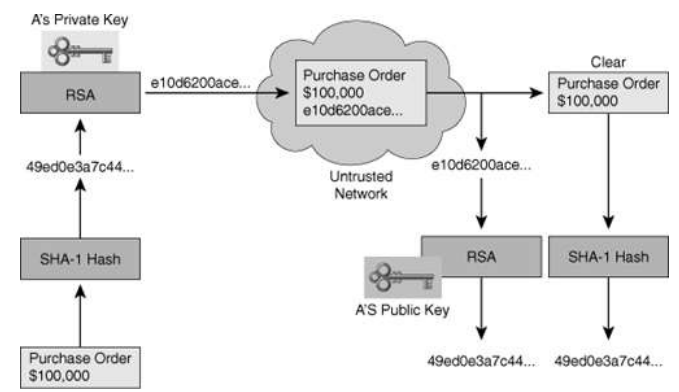 A's Private Key
RSA
e10d6200ace...
49ed0e3a7c44...
SHA-1 Hash
Purchase Order
$100,000
Purchase Order
$100,000
e10d6200ace...
Untrusted
Network
Clear
Purchase Order
$100,000
e10d6200ace...
RSA
SHA-1 Hash
A'S Public Key
49ed0e3a7c44...
49ed0e3a7c44...